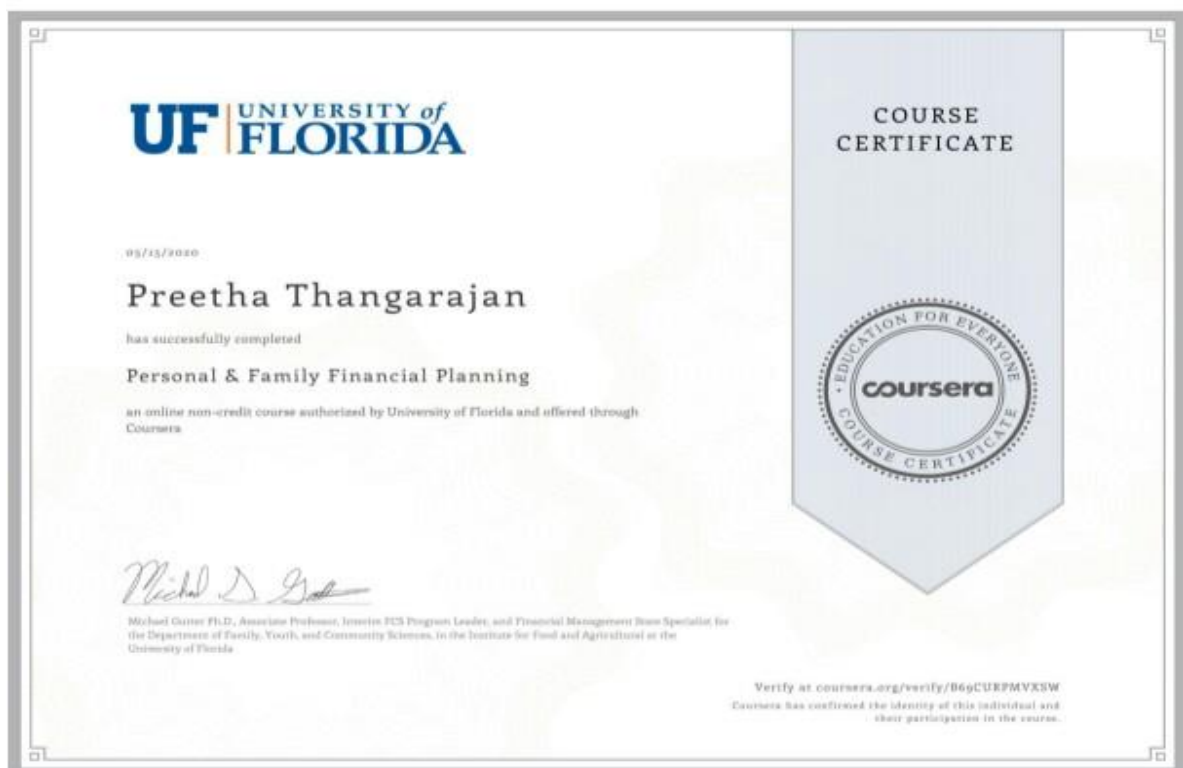 UF UNIVERSITY of
FLORIDA
COURSE
CERTIFICATE
05/15/2020
Preetha Thangarajan
has successfully completed
Personal & Family Financial Planning
an online non-credit course authorized by University of Florida and offered through
Coursera
EDUCATION FOR EVERYONE
coursera
COURSE CERTIFICATE
Michael Gutter Ph.D., Associate Professor, Interim FCS Program Leader, and Financial Management State Specialist for
the Department of Family, Youth, and Community Sciences, in the Institute for Food and Agricultural at the
University of Florida
Verify at coursera.org/verify/B69CURPMVXSW
Coursera has confirmed the identity of this individual and
their participation in the course.